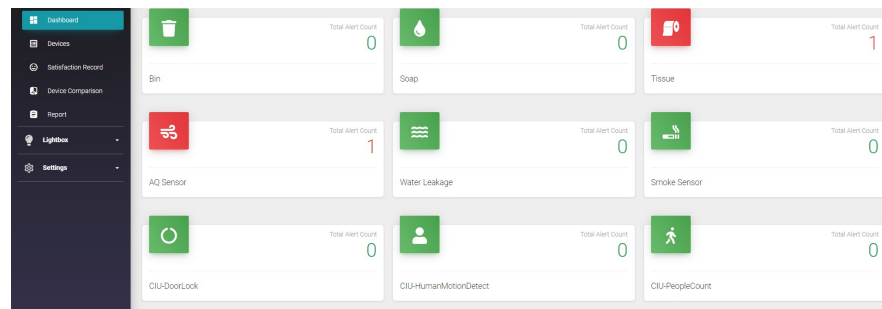 Dashboard
Devices
Satisfaction Record
Device Comparison
Report
Lightbox
Settings
Total Alert Count
0
Bin
Total Alert Count
0
Soap
Total Alert Count
1
Tissue
Total Alert Count
1
AQ Sensor
Total Alert Count
0
Water Leakage
Total Alert Count
0
Smoke Sensor
Total Alert Count
0
CIU-DoorLock
Total Alert Count
0
CIU-HumanMotionDetect
Total Alert Count
0
CIU-PeopleCount